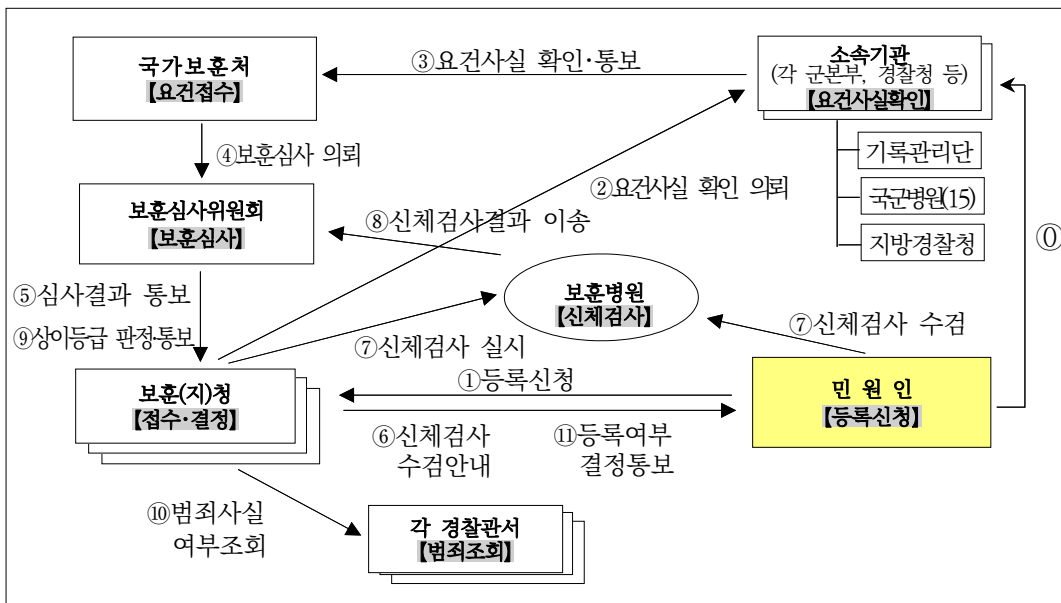 국가보훈처
【요건접수】
③요건사실 확인·통보
소속기관
(각 군본부, 경찰청 등)
【요건사실확인】
기록관리단
국군병원(15)
지방경찰청
④보훈심사 의뢰
②요건사실 확인 의뢰
⓪
보훈심사위원회
【보훈심사】
⑧신체검사결과 이송
⑤심사결과 통보
⑨상이등급 판정통보
보훈병원
【신체검사】
⑦신체검사 수검
⑦신체검사 실시
①등록신청
보훈(지)청
【접수·결정】
민 원 인
【등록신청】
⑥신체검사
수검안내
⑪등록여부
결정통보
⑩범죄사실
여부조회
각 경찰관서
【범죄조회】